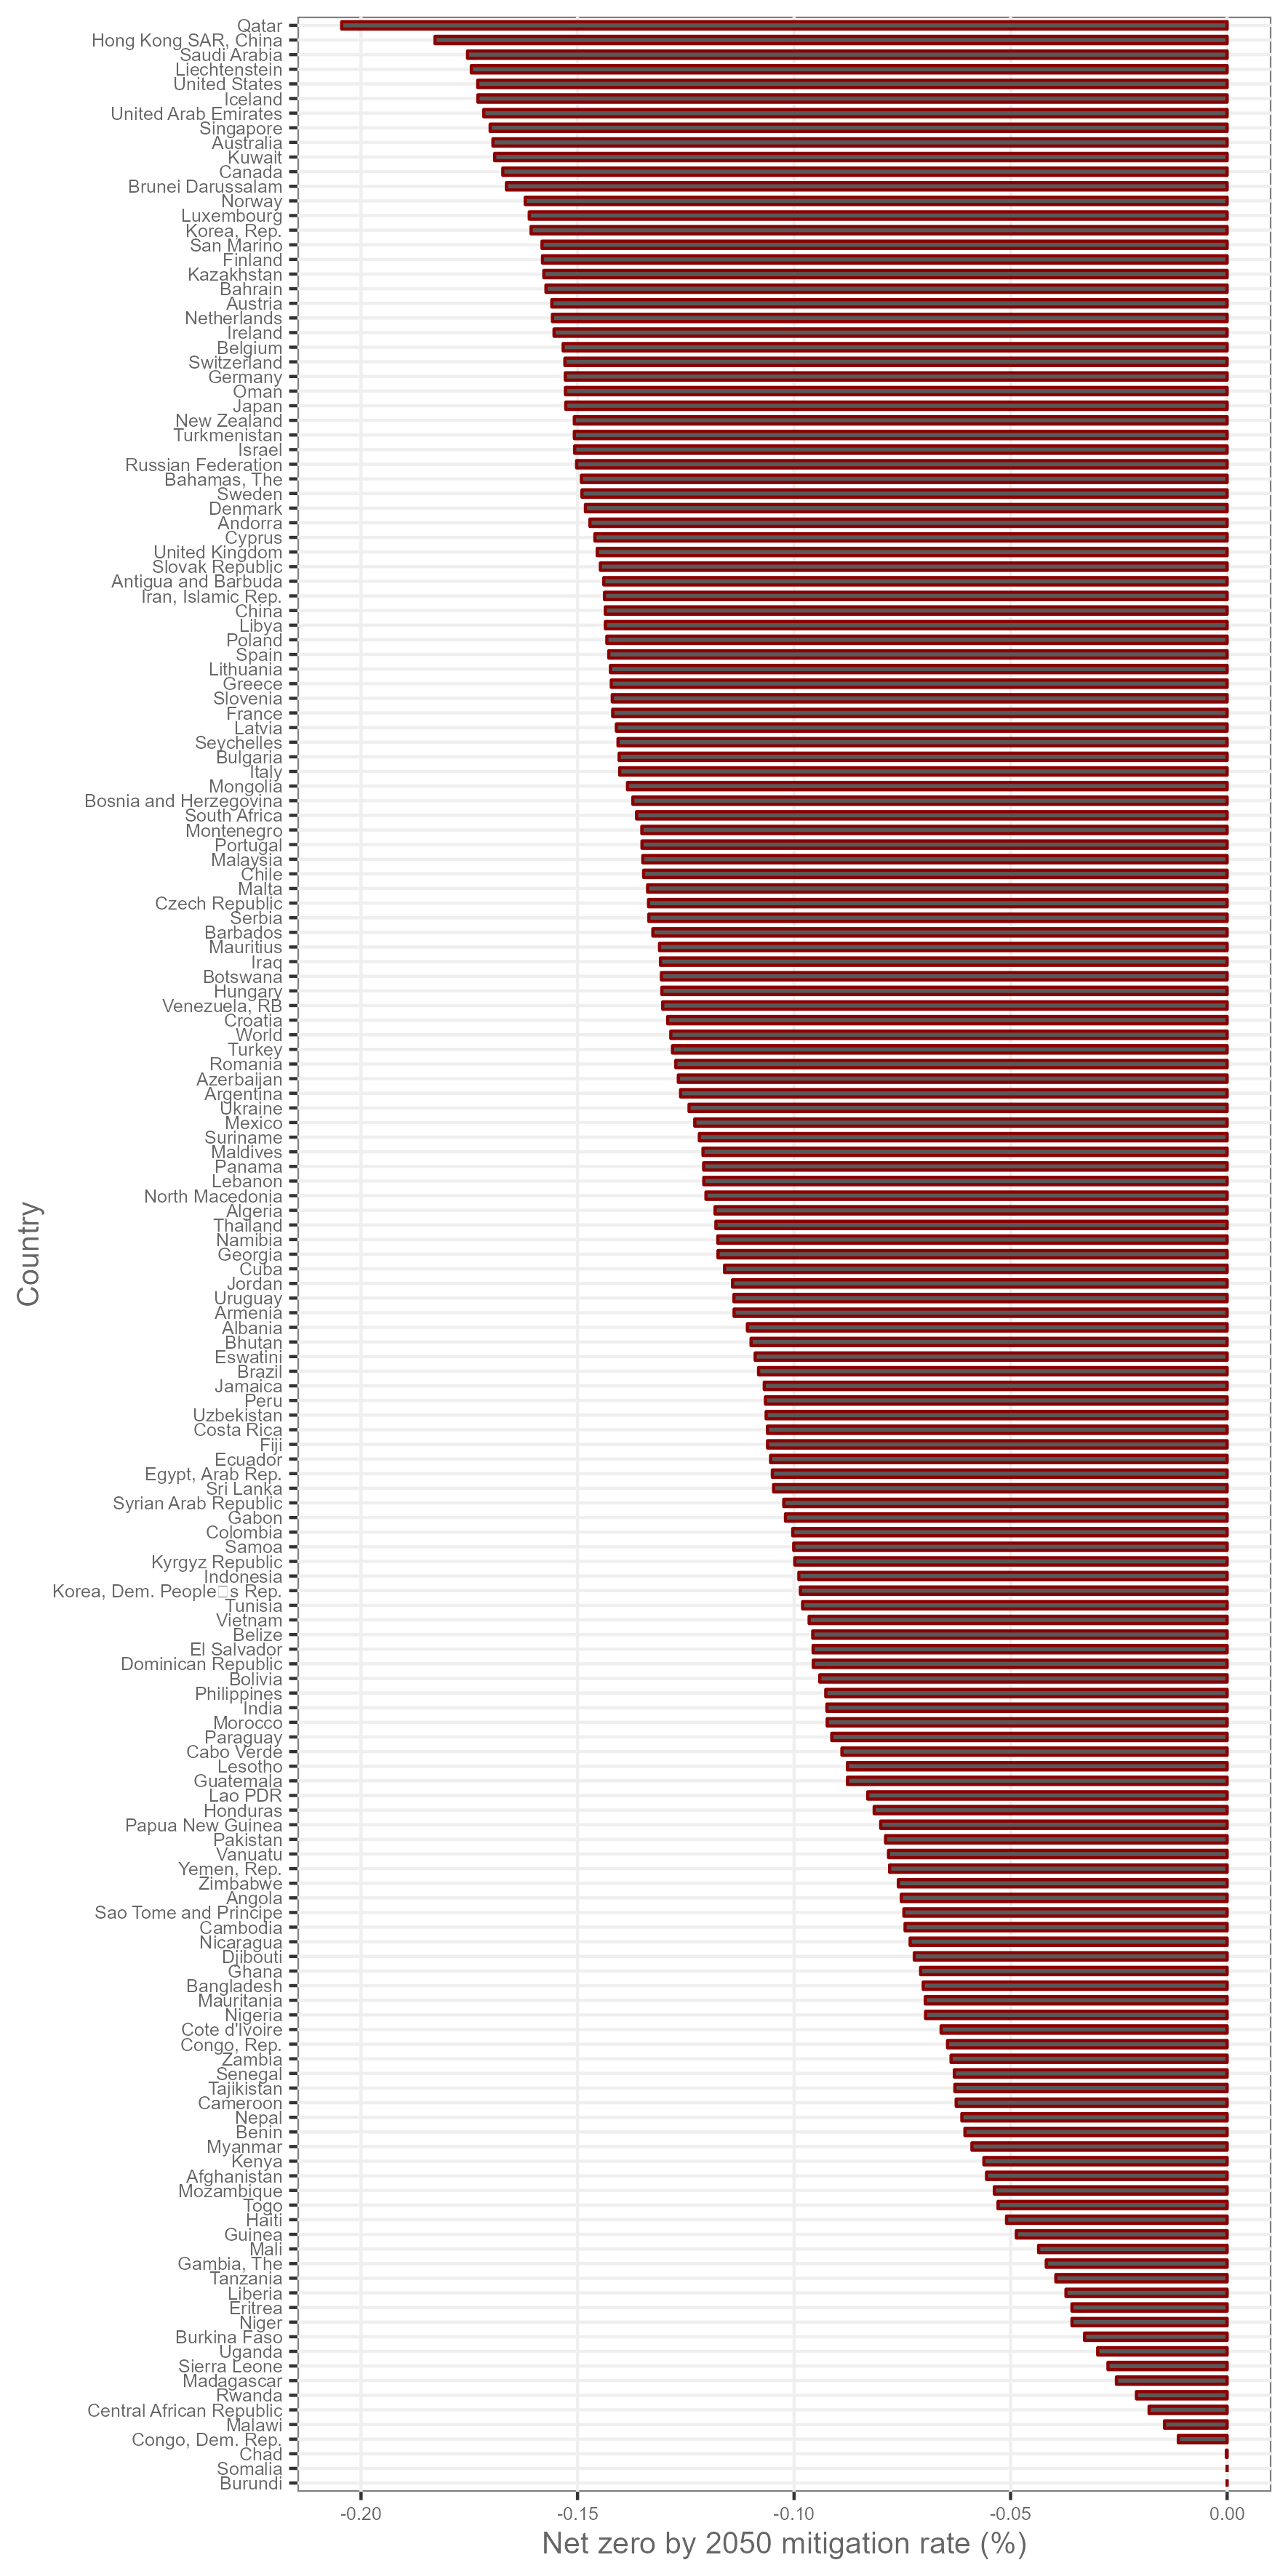 Qatar
Hong Kong SAR, China
Saudi Arabia
Liechtenstein
United States
Iceland
United Arab Emirates
Singapore
Australia
Kuwait
Canada
Brunei Darussalam
Norway
Luxembourg
Korea, Rep.
San Marino
Finland
Kazakhstan
Bahrain
Austria
Netherlands
Ireland
Belgium
Switzerland
Germany
Oman
Japan
New Zealand
Turkmenistan
Israel
Russian Federation
Bahamas, The
Sweden
Denmark
Andorra
Cyprus
United Kingdom
Slovak Republic
Antigua and Barbuda
Iran, Islamic Rep.
China
Libya
Poland
Spain
Lithuania
Greece
Slovenia
France
Latvia
Seychelles
Bulgaria
Italy
Mongolia
Bosnia and Herzegovina
South Africa
Montenegro
Portugal
Malaysia
Chile
Malta
Czech Republic
Serbia
Barbados
Mauritius
Iraq
Botswana
Hungary
Venezuela, RB
Croatia
World
Turkey
Romania
Azerbaijan
Argentina
Ukraine
Mexico
Suriname
Maldives
Panama
Lebanon
North Macedonia
Algeria
Thailand
Namibia
Georgia
Cuba
Jordan
Uruguay
Armenia
Albania
Bhutan
Eswatini
Brazil
Jamaica
Peru
Uzbekistan
Costa Rica
Fiji
Ecuador
Egypt, Arab Rep.
Sri Lanka
Syrian Arab Republic
Gabon
Colombia
Samoa
Kyrgyz Republic
Indonesia
Korea, Dem. People□s Rep.
Tunisia
Vietnam
Belize
El Salvador
Dominican Republic
Bolivia
Philippines
India
Morocco
Paraguay
Cabo Verde
Lesotho
Guatemala
Lao PDR
Honduras
Papua New Guinea
Pakistan
Vanuatu
Yemen, Rep.
Zimbabwe
Angola
Sao Tome and Principe
Cambodia
Nicaragua
Djibouti
Ghana
Bangladesh
Mauritania
Nigeria
Cote d'Ivoire
Congo, Rep.
Zambia
Senegal
Tajikistan
Cameroon
Nepal
Benin
Myanmar
Kenya
Afghanistan
Mozambique
Togo
Haiti
Guinea
Mali
Gambia, The
Tanzania
Liberia
Eritrea
Niger
Burkina Faso
Uganda
Sierra Leone
Madagascar
Rwanda
Central African Republic
Malawi
Congo, Dem. Rep.
Chad
Somalia
Burundi
Country
-0.20 -0.15 -0.10 -0.05 0.00
Net zero by 2050 mitigation rate (%)